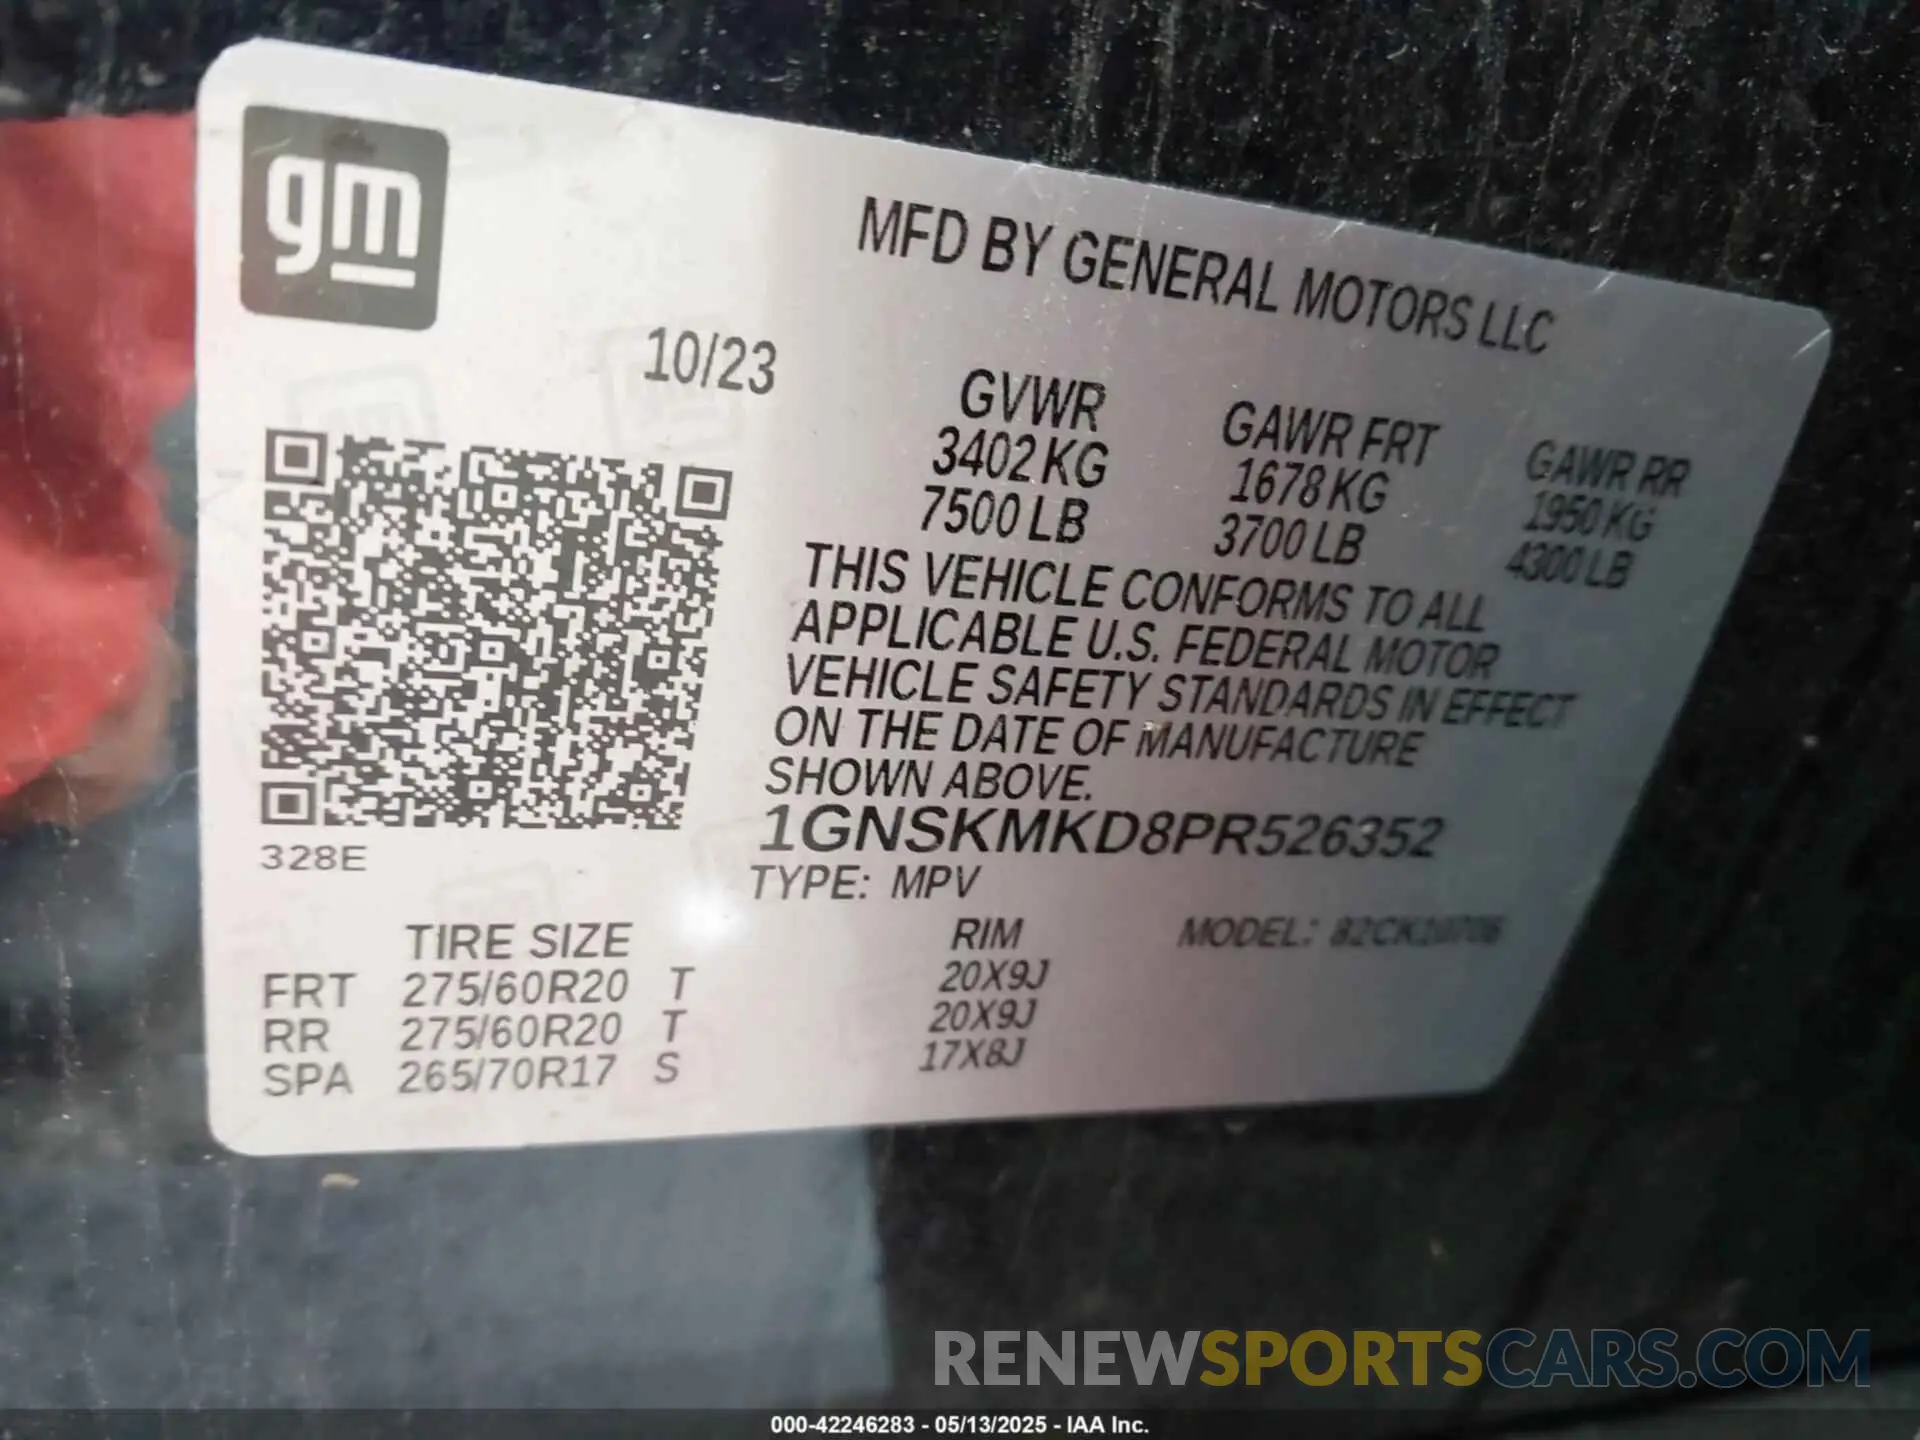 gm
MFD BY GENERAL MOTORS LLC
10/23
GVWR GAWR FRT GAWR RR
3402 KG 1678 KG 1950 KG
7500 LB 3700 LB 4300 LB
THIS VEHICLE CONFORMS TO ALL
APPLICABLE U.S. FEDERAL MOTOR
VEHICLE SAFETY STANDARDS IN EFFECT
ON THE DATE OF MANUFACTURE
SHOWN ABOVE.
1GNSKMKD8PR526352
328E
TYPE: MPV
TIRE SIZE RIM MODEL:
FRT 275/60R20 T 20X9J
RR 275/60R20 T 20X9J
SPA 265/70R17 S 17X8J
RENEWSPORTSCARS.COM
000-42246283 - 05/13/2025 - IAA Inc.